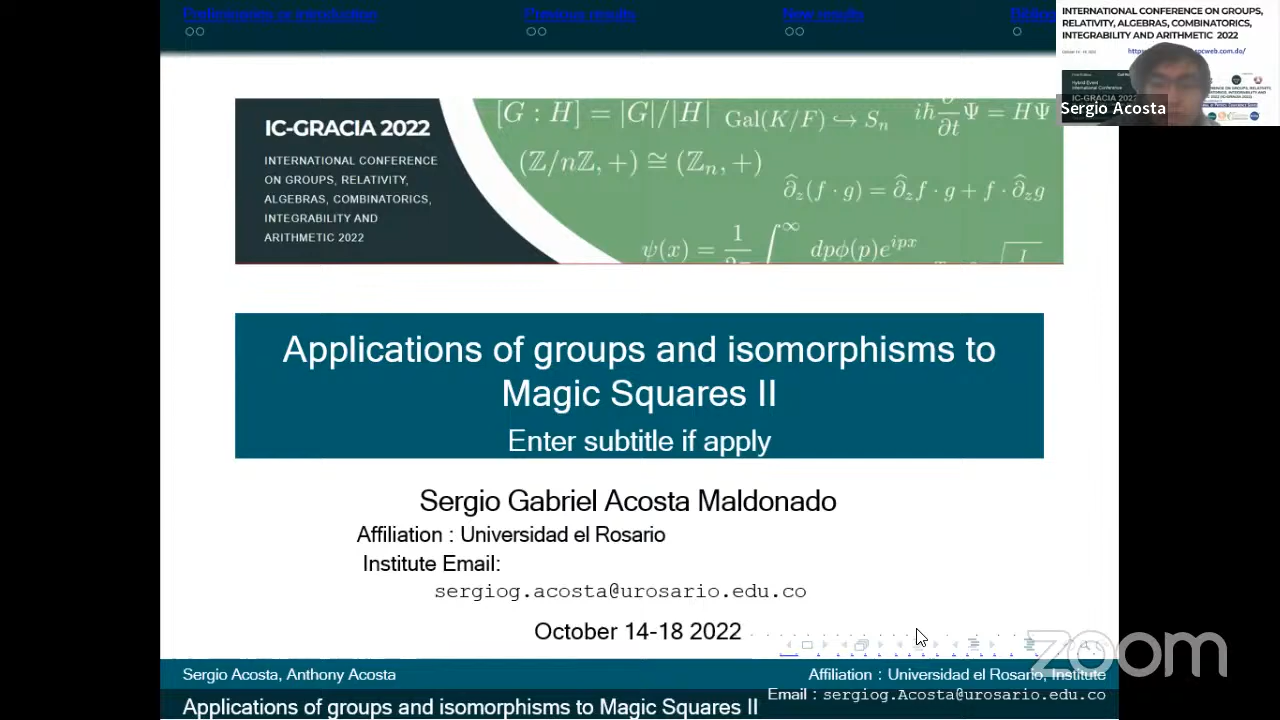 Preliminaries or introduction
Previous results
New results
INTERNATIONAL CONFERENCE ON GROUPS,
RELATIVITY, ALGEBRAS, COMBINATORICS,
INTEGRABILITY AND ARITHMETIC 2022
Sergio Acosta
IC-GRACIA 2022
INTERNATIONAL CONFERENCE
ON GROUPS, RELATIVITY,
ALGEBRAS, COMBINATORICS,
INTEGRABILITY AND
ARITHMETIC 2022
[G : H] = |G|/|H|
Gal(K/F) ↪ Sₙ
iħ ∂/∂t Ψ = HΨ
(ℤ/nℤ, +) ≅ (ℤₙ, +)
∂̂_z(f · g) = ∂̂_z f · g + f · ∂̂_z g
Applications of groups and isomorphisms to
Magic Squares II
Enter subtitle if apply
Sergio Gabriel Acosta Maldonado
Affiliation : Universidad el Rosario
Institute Email:
sergiog.acosta@urosario.edu.co
October 14-18 2022
zoom
Sergio Acosta, Anthony Acosta
Affiliation : Universidad el Rosario, Institute
Email : sergiog.Acosta@urosario.edu.co
Applications of groups and isomorphisms to Magic Squares II